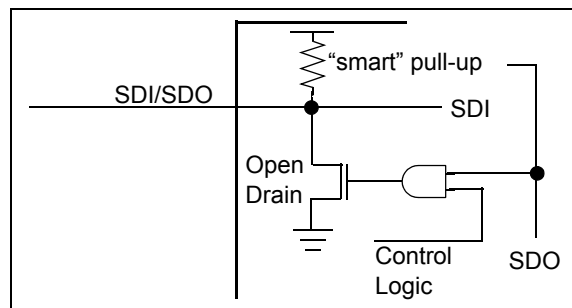 “smart” pull-up
SDI/SDO
SDI
Open
Drain
Control
Logic
SDO